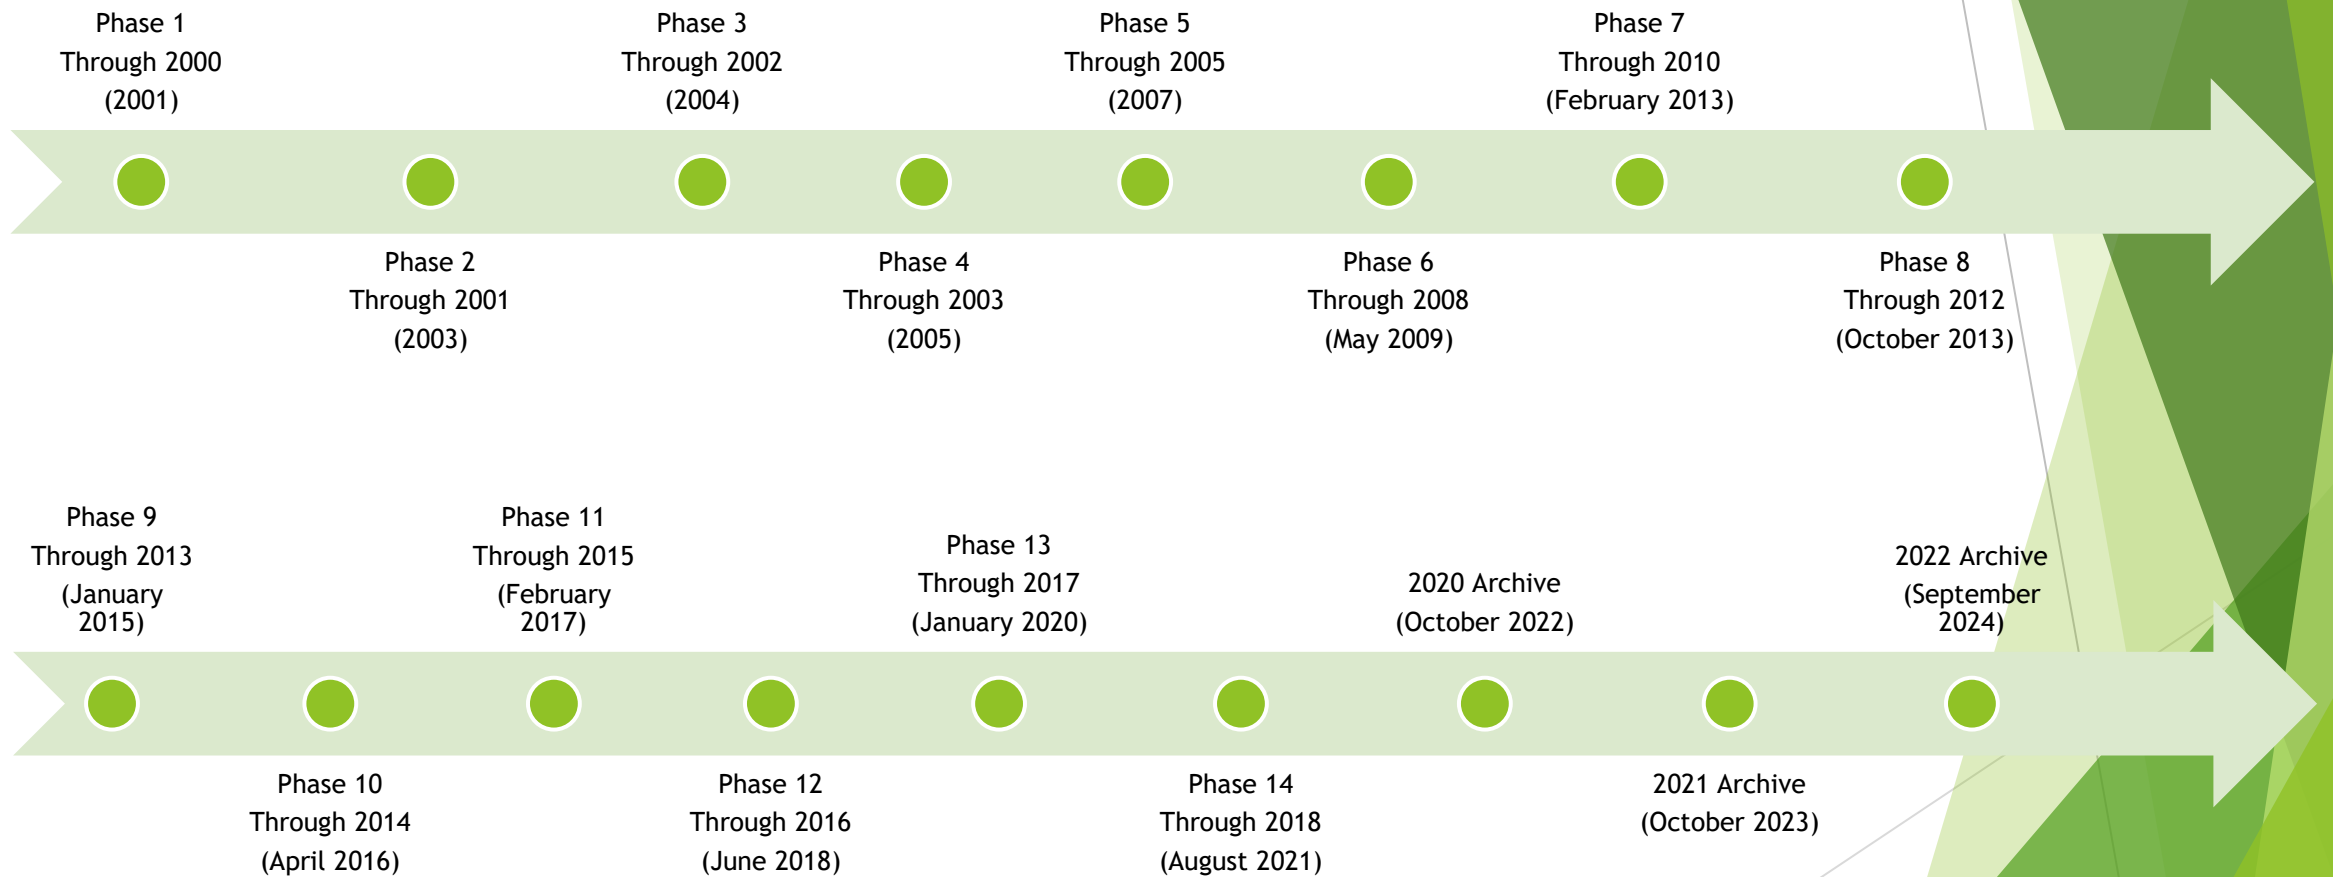 Phase 1
Through 2000
(2001)
Phase 2
Through 2001
(2003)
Phase 3
Through 2002
(2004)
Phase 4
Through 2003
(2005)
Phase 5
Through 2005
(2007)
Phase 6
Through 2008
(May 2009)
Phase 7
Through 2010
(February 2013)
Phase 8
Through 2012
(October 2013)
Phase 9
Through 2013
(January
2015)
Phase 10
Through 2014
(April 2016)
Phase 11
Through 2015
(February
2017)
Phase 12
Through 2016
(June 2018)
Phase 13
Through 2017
(January 2020)
Phase 14
Through 2018
(August 2021)
2020 Archive
(October 2022)
2021 Archive
(October 2023)
2022 Archive
(September
2024)